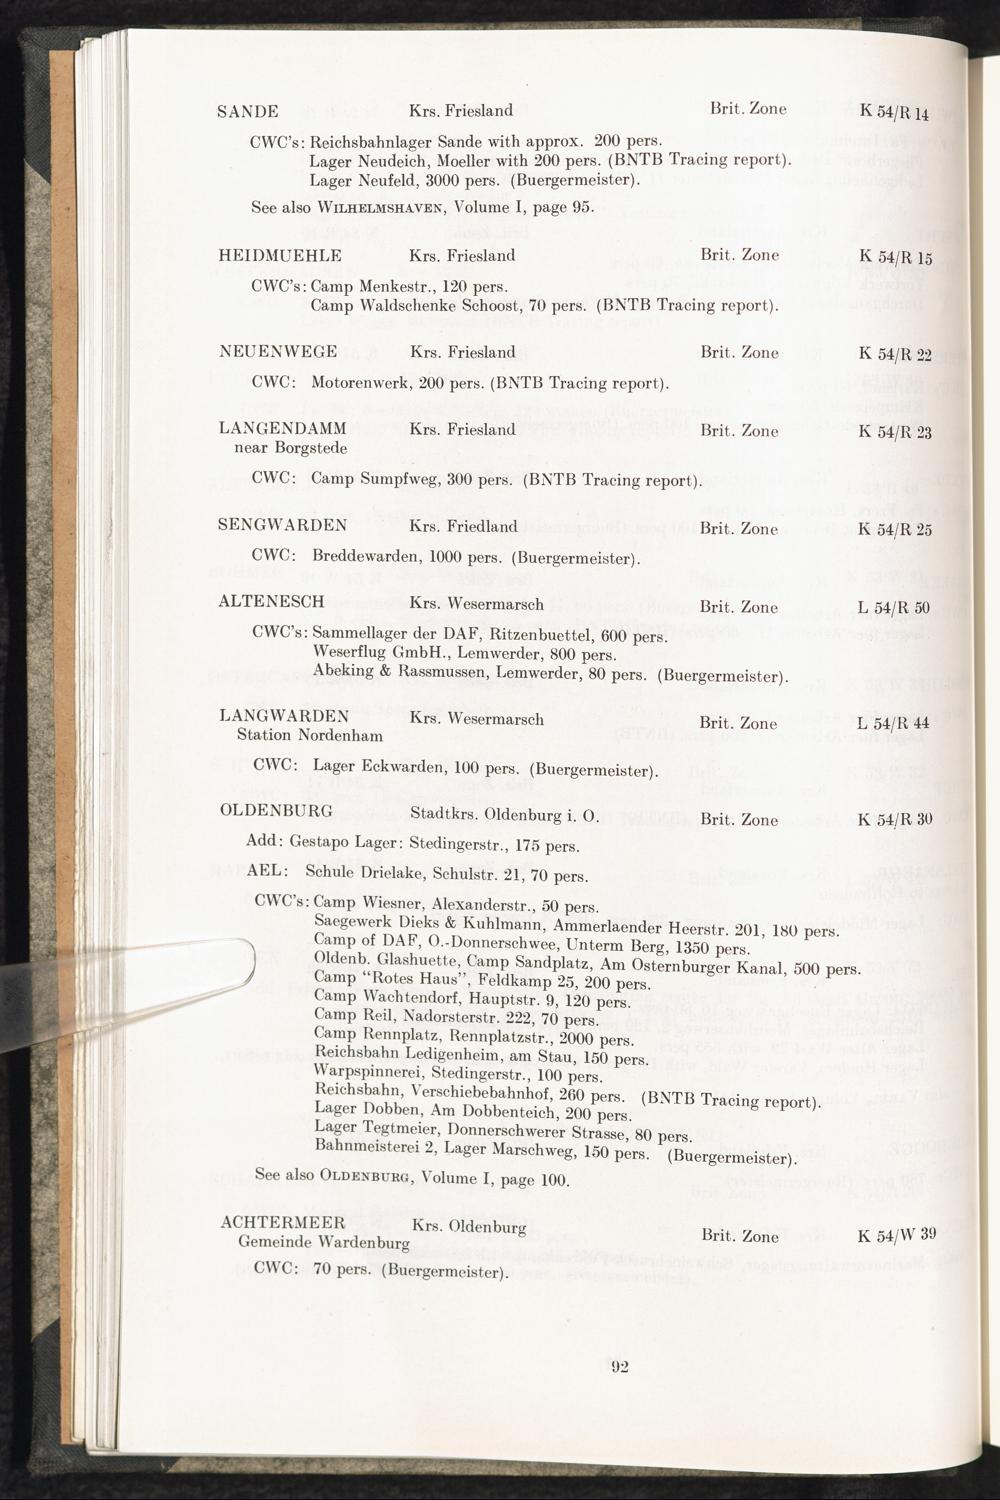 SANDE Krs. Friesland Brit. Zone K 54/R 14
CWC's: Reichsbahnlager Sande with approx. 200 pers.
Lager Neudeich, Moeller with 200 pers. (BNTB Tracing report).
Lager Neufeld, 3000 pers. (Buergermeister).
See also WILHELMSHAVEN, Volume I, page 95.
HEIDMUEHLE Krs. Friesland Brit. Zone K 54/R 15
CWC's: Camp Menkestr., 120 pers.
Camp Waldschenke Schoost, 70 pers. (BNTB Tracing report).
NEUENWEGE Krs. Friesland Brit. Zone K 54/R 22
CWC: Motorenwerk, 200 pers. (BNTB Tracing report).
LANGENDAMM Krs. Friesland Brit. Zone K 54/R 23
near Borgstede
CWC: Camp Sumpfweg, 300 pers. (BNTB Tracing report).
SENGWARDEN Krs. Friedland Brit. Zone K 54/R 25
CWC: Breddewarden, 1000 pers. (Buergermeister).
ALTENESCH Krs. Wesermarsch Brit. Zone L 54/R 50
CWC's: Sammellager der DAF, Ritzenbuettel, 600 pers.
Weserflug GmbH., Lemwerder, 800 pers.
Abeking & Rassmussen, Lemwerder, 80 pers. (Buergermeister).
LANGWARDEN Krs. Wesermarsch Brit. Zone L 54/R 44
Station Nordenham
CWC: Lager Eckwarden, 100 pers. (Buergermeister).
OLDENBURG Stadtkrs. Oldenburg i. O. Brit. Zone K 54/R 30
Add: Gestapo Lager: Stedingerstr., 175 pers.
AEL: Schule Drielake, Schulstr. 21, 70 pers.
CWC's: Camp Wiesner, Alexanderstr., 50 pers.
Saegewerk Dieks & Kuhlmann, Ammerlaender Heerstr. 201, 180 pers.
Camp of DAF, O.-Donnerschwee, Unterm Berg, 1350 pers.
Oldenb. Glashuette, Camp Sandplatz, Am Osternburger Kanal, 500 pers.
Camp "Rotes Haus", Feldkamp 25, 200 pers.
Camp Wachtendorf, Hauptstr. 9, 120 pers.
Camp Reil, Nadorsterstr. 222, 70 pers.
Camp Rennplatz, Rennplatzstr., 2000 pers.
Reichsbahn Ledigenheim, am Stau, 150 pers.
Warpspinnerei, Stedingerstr., 100 pers.
Reichsbahn, Verschiebebahnhof, 260 pers. (BNTB Tracing report).
Lager Dobben, Am Dobbenteich, 200 pers.
Lager Tegtmeier, Donnerschwerer Strasse, 80 pers.
Bahnmeisterei 2, Lager Marschweg, 150 pers. (Buergermeister).
See also OLDENBURG, Volume I, page 100.
ACHTERMEER Krs. Oldenburg Brit. Zone K 54/W 39
Gemeinde Wardenburg
CWC: 70 pers. (Buergermeister).
92